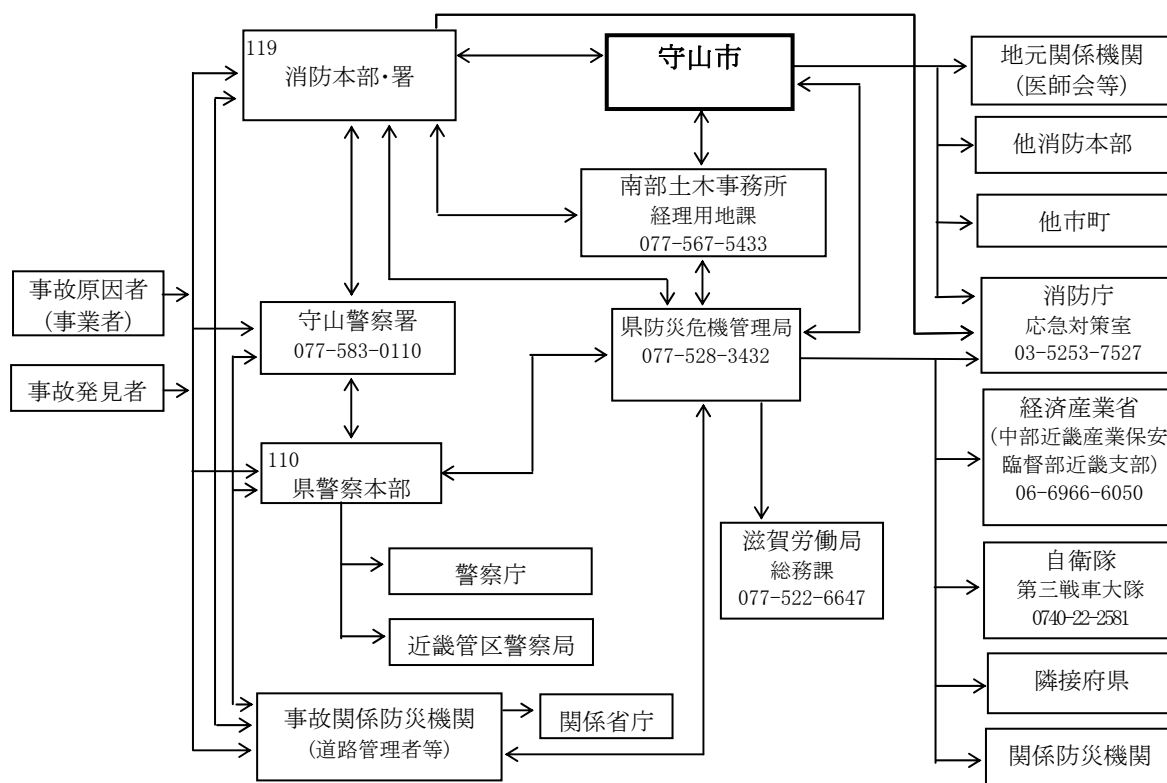 119
消防本部・署
守山市
地元関係機関
(医師会等)
他消防本部
南部土木事務所
経理用地課
077-567-5433
他市町
事故原因者
(事業者)
守山警察署
077-583-0110
県防災危機管理局
077-528-3432
消防庁
応急対策室
03-5253-7527
事故発見者
経済産業省
(中部近畿産業保安
臨督部近畿支部)
06-6966-6050
110
県警察本部
滋賀労働局
総務課
077-522-6647
警察庁
自衛隊
第三戦車大隊
0740-22-2581
近畿管区警察局
隣接府県
事故関係防災機関
(道路管理者等)
関係省庁
関係防災機関